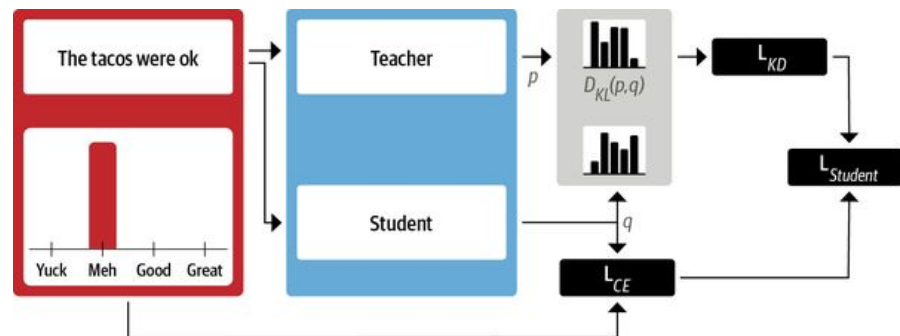 The tacos were ok
Teacher
p
D_KL(p,q)
L_KD
L_Student
Student
q
Yuck Meh Good Great
L_CE